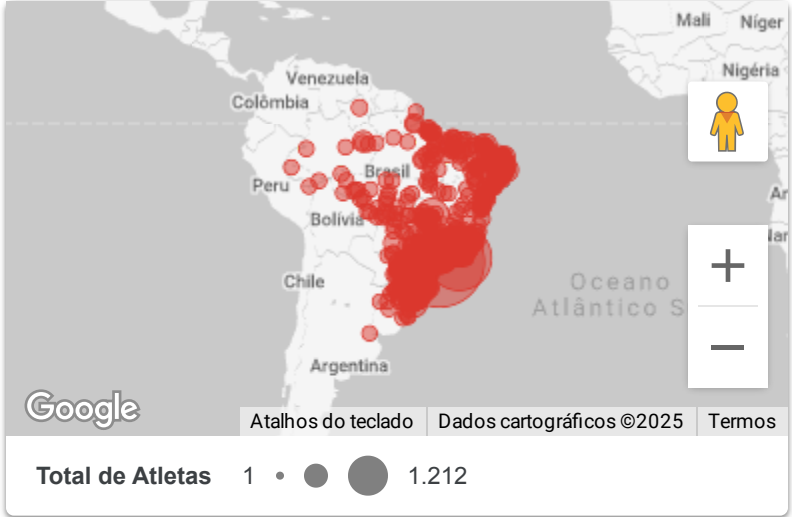 Mali
Níger
Nigéria
Venezuela
Colômbia
Brasil
Peru
Bolívia
Chile
Oceano
Atlântico S
Argentina
Google
Atalhos do teclado
Dados cartográficos ©2025
Termos
Total de Atletas 1 1.212